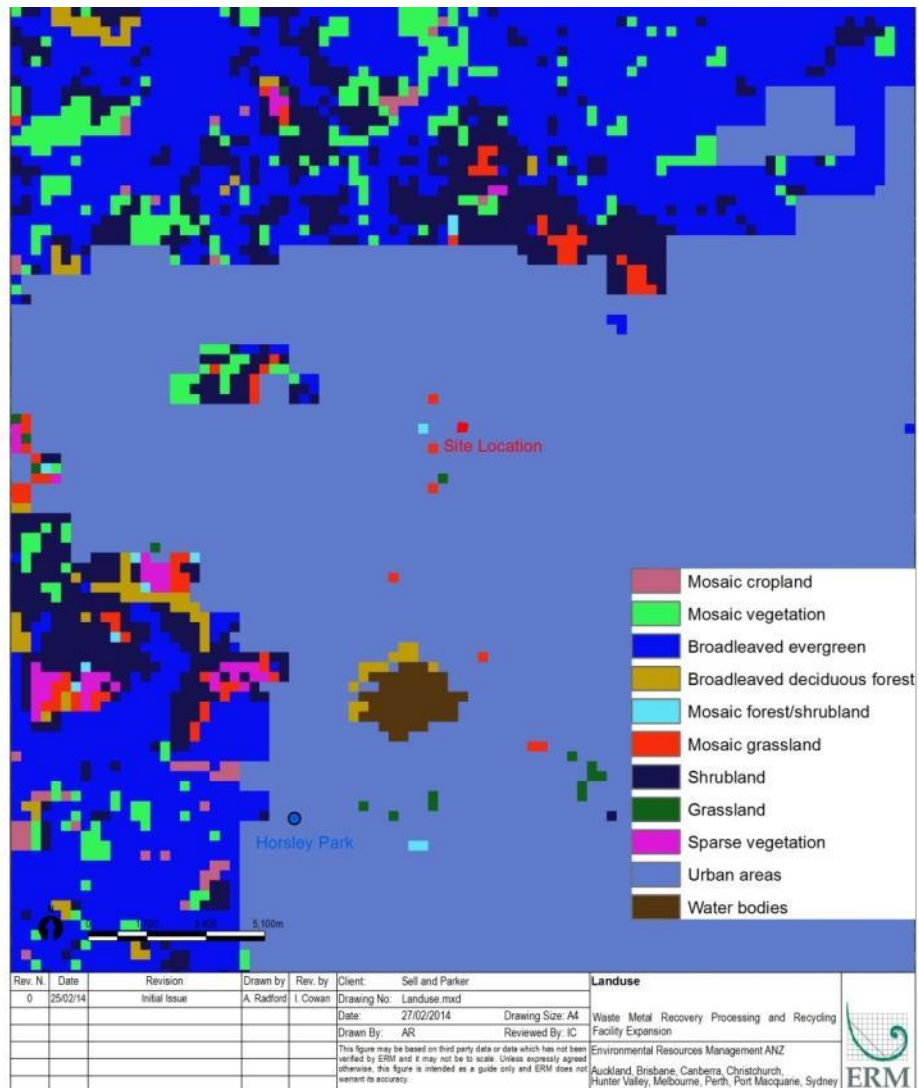 Site Location
Mosaic cropland
Mosaic vegetation
Broadleaved evergreen
Broadleaved deciduous forest
Mosaic forest/shrubland
Mosaic grassland
Shrubland
Grassland
Sparse vegetation
Urban areas
Water bodies
Horsley Park
N
0 5,100m
Rev. N. Date Revision Drawn by Rev. by
0 25/02/14 Initial Issue A. Radford I. Cowan
Client: Sell and Parker
Drawing No: Landuse.mxd
Date: 27/02/2014 Drawing Size: A4
Drawn By: AR Reviewed By: IC
This figure may be based on third party data or data which has not been
verified by ERM and it may not be to scale. Unless expressly agreed
otherwise, this figure is intended as a guide only and ERM does not
warrant its accuracy.
Landuse
Waste Metal Recovery Processing and Recycling
Facility Expansion
Environmental Resources Management ANZ
Auckland, Brisbane, Canberra, Christchurch,
Hunter Valley, Melbourne, Perth, Port Macquarie, Sydney
ERM